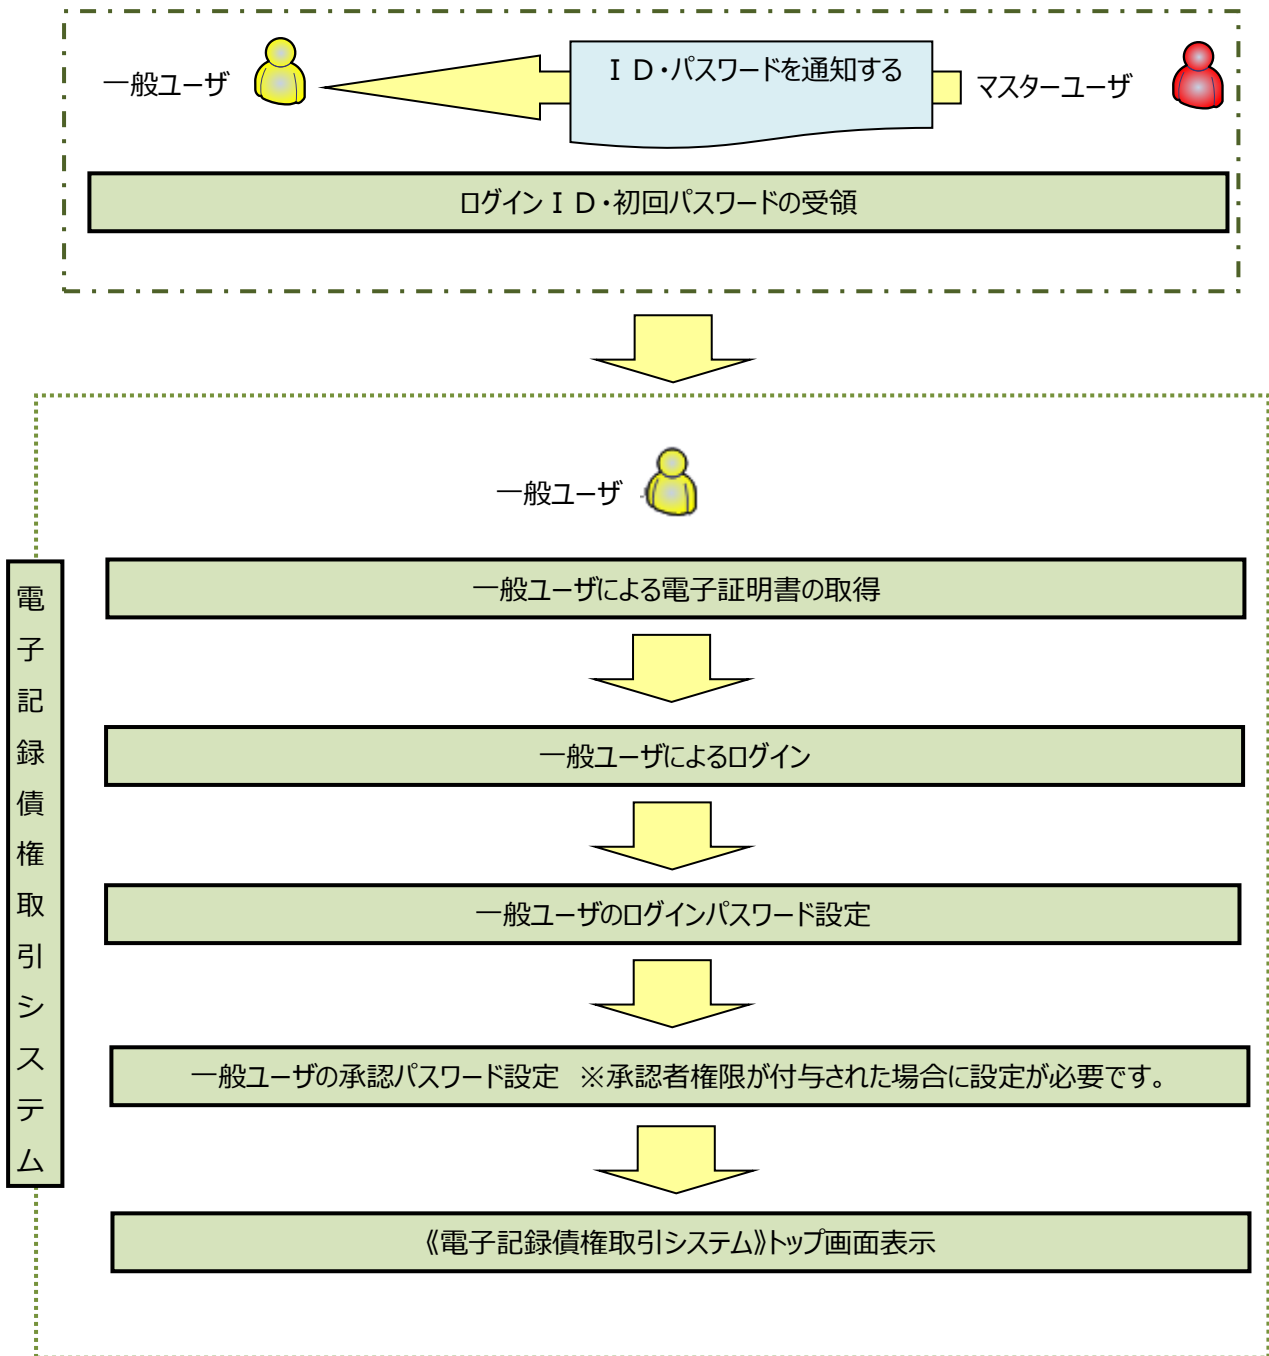 一般ユーザ
ＩＤ・パスワードを通知する
マスターユーザ
ログインＩＤ・初回パスワードの受領
一般ユーザ
電子記録債権取引システム
一般ユーザによる電子証明書の取得
一般ユーザによるログイン
一般ユーザのログインパスワード設定
一般ユーザの承認パスワード設定　※承認者権限が付与された場合に設定が必要です。
《電子記録債権取引システム》トップ画面表示